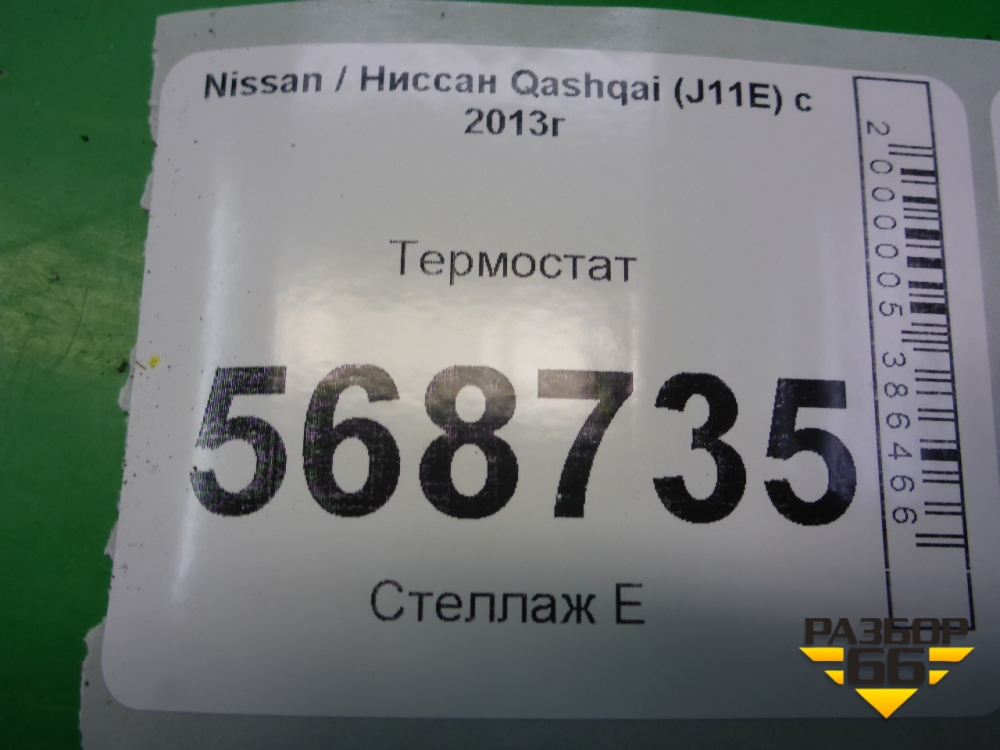 Nissan / Ниссан Qashqai (J11E) с
2013г
Термостат
568735
Стеллаж Е
2000005386466
РАЗБОР
66